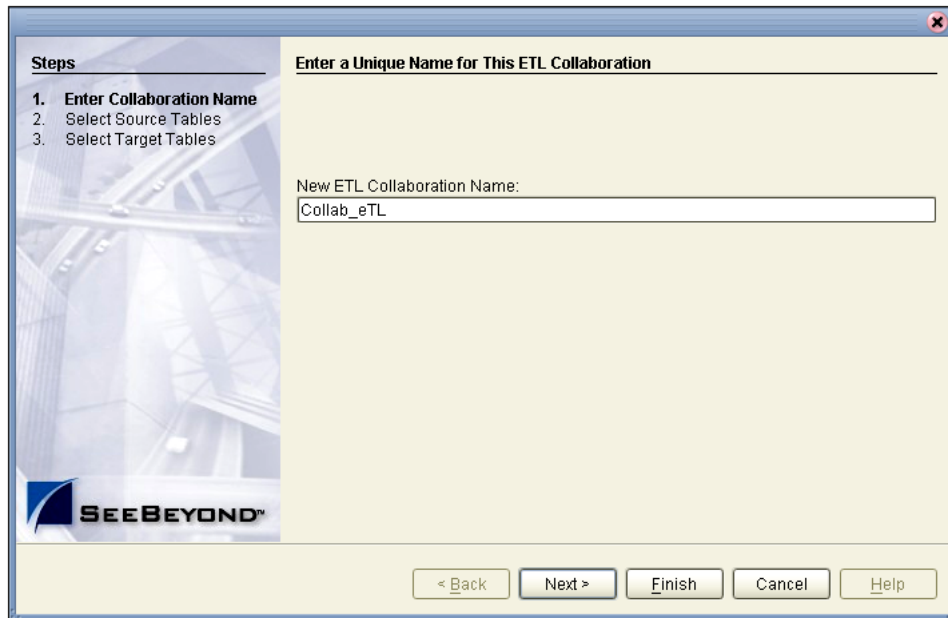 Steps
1. Enter Collaboration Name
2. Select Source Tables
3. Select Target Tables
SEEBEYOND™
Enter a Unique Name for This ETL Collaboration
New ETL Collaboration Name:
Collab_eTL
< Back
Next >
Finish
Cancel
Help